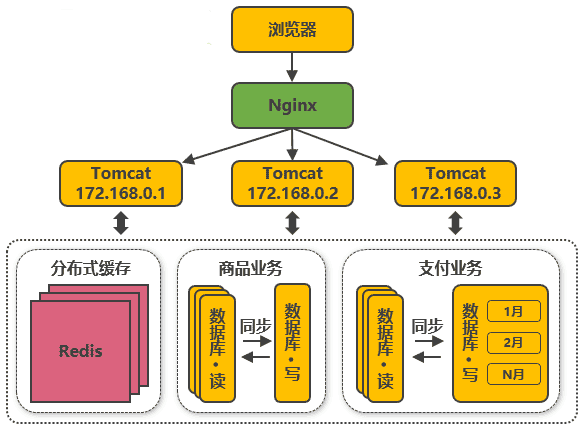 浏览器
Nginx
Tomcat
172.168.0.1
Tomcat
172.168.0.2
Tomcat
172.168.0.3
分布式缓存
Redis
商品业务
数据库·读
同步
数据库·写
支付业务
数据库·读
同步
数据库·写
1月
2月
N月